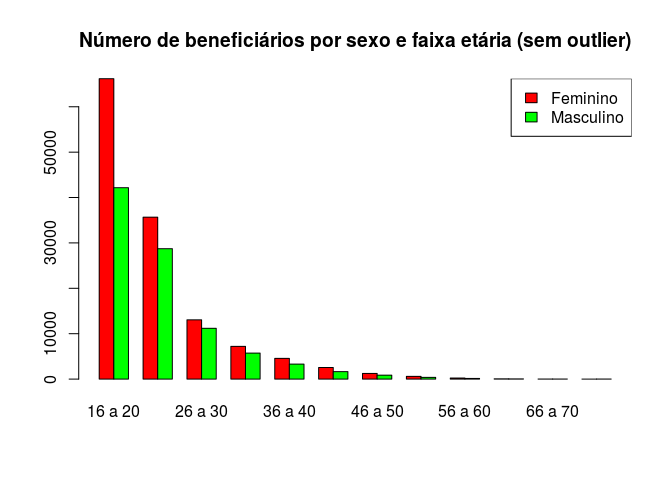 Número de beneficiários por sexo e faixa etária (sem outlier)
Feminino
Masculino
50000
30000
10000
0
16 a 20 26 a 30 36 a 40 46 a 50 56 a 60 66 a 70